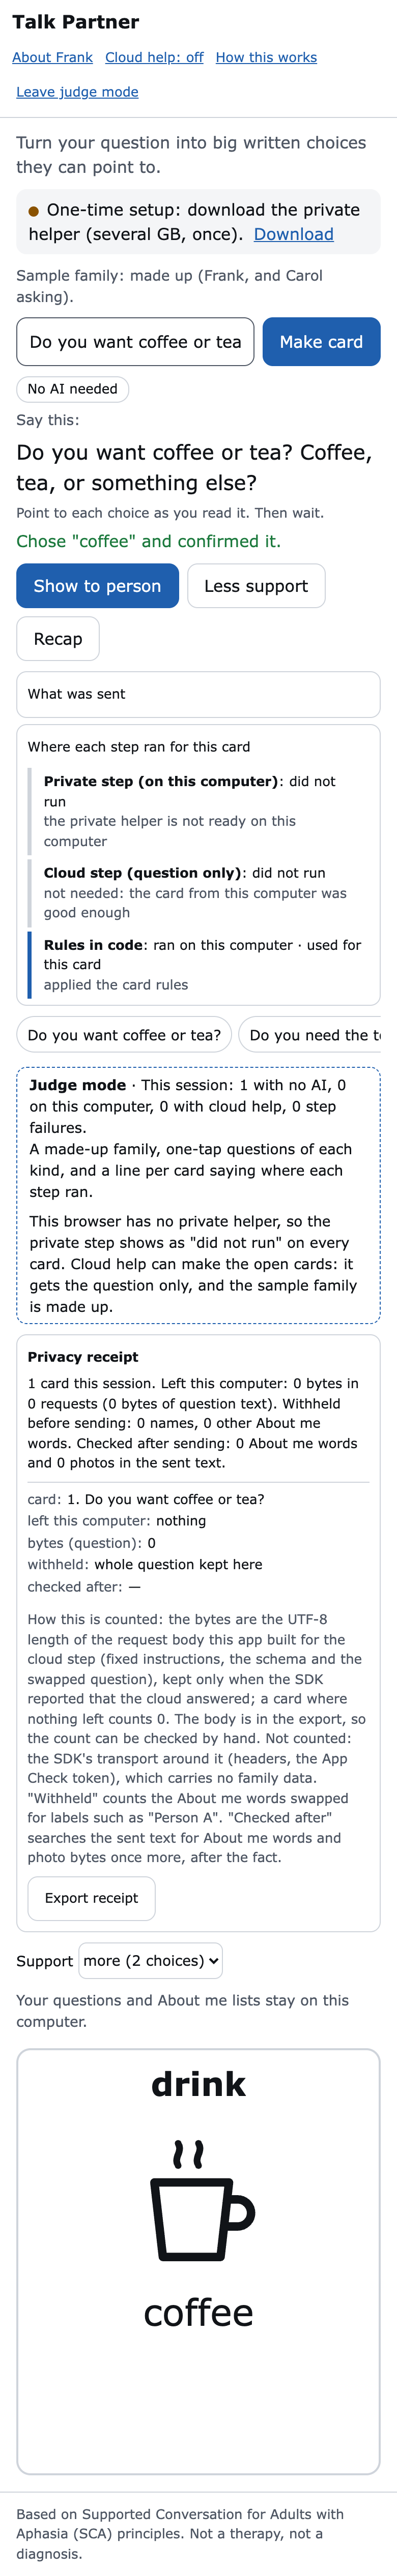 Talk Partner
About Frank Cloud help: off How this works
Leave judge mode
Turn your question into big written choices
they can point to.
One-time setup: download the private
helper (several GB, once). Download
Sample family: made up (Frank, and Carol
asking).
Do you want coffee or tea Make card
No AI needed
Say this:
Do you want coffee or tea? Coffee,
tea, or something else?
Point to each choice as you read it. Then wait.
Chose "coffee" and confirmed it.
Show to person Less support
Recap
What was sent
Where each step ran for this card
Private step (on this computer): did not
run
the private helper is not ready on this
computer
Cloud step (question only): did not run
not needed: the card from this computer was
good enough
Rules in code: ran on this computer · used for
this card
applied the card rules
Do you want coffee or tea? Do you need the
Judge mode · This session: 1 with no AI, 0
on this computer, 0 with cloud help, 0 step
failures.
A made-up family, one-tap questions of each
kind, and a line per card saying where each
step ran.
This browser has no private helper, so the
private step shows as "did not run" on every
card. Cloud help can make the open cards: it
gets the question only, and the sample family
is made up.
Privacy receipt
1 card this session. Left this computer: 0 bytes in
0 requests (0 bytes of question text). Withheld
before sending: 0 names, 0 other About me
words. Checked after sending: 0 About me words
and 0 photos in the sent text.
card: 1. Do you want coffee or tea?
left this computer: nothing
bytes (question): 0
withheld: whole question kept here
checked after: —
How this is counted: the bytes are the UTF-8
length of the request body this app built for the
cloud step (fixed instructions, the schema and the
swapped question), kept only when the SDK
reported that the cloud answered; a card where
nothing left counts 0. The body is in the export, so
the count can be checked by hand. Not counted:
the SDK's transport around it (headers, the App
Check token), which carries no family data.
"Withheld" counts the About me words swapped
for labels such as "Person A". "Checked after"
searches the sent text for About me words and
photo bytes once more, after the fact.
Export receipt
Support more (2 choices)
Your questions and About me lists stay on this
computer.
drink
coffee
Based on Supported Conversation for Adults with
Aphasia (SCA) principles. Not a therapy, not a
diagnosis.